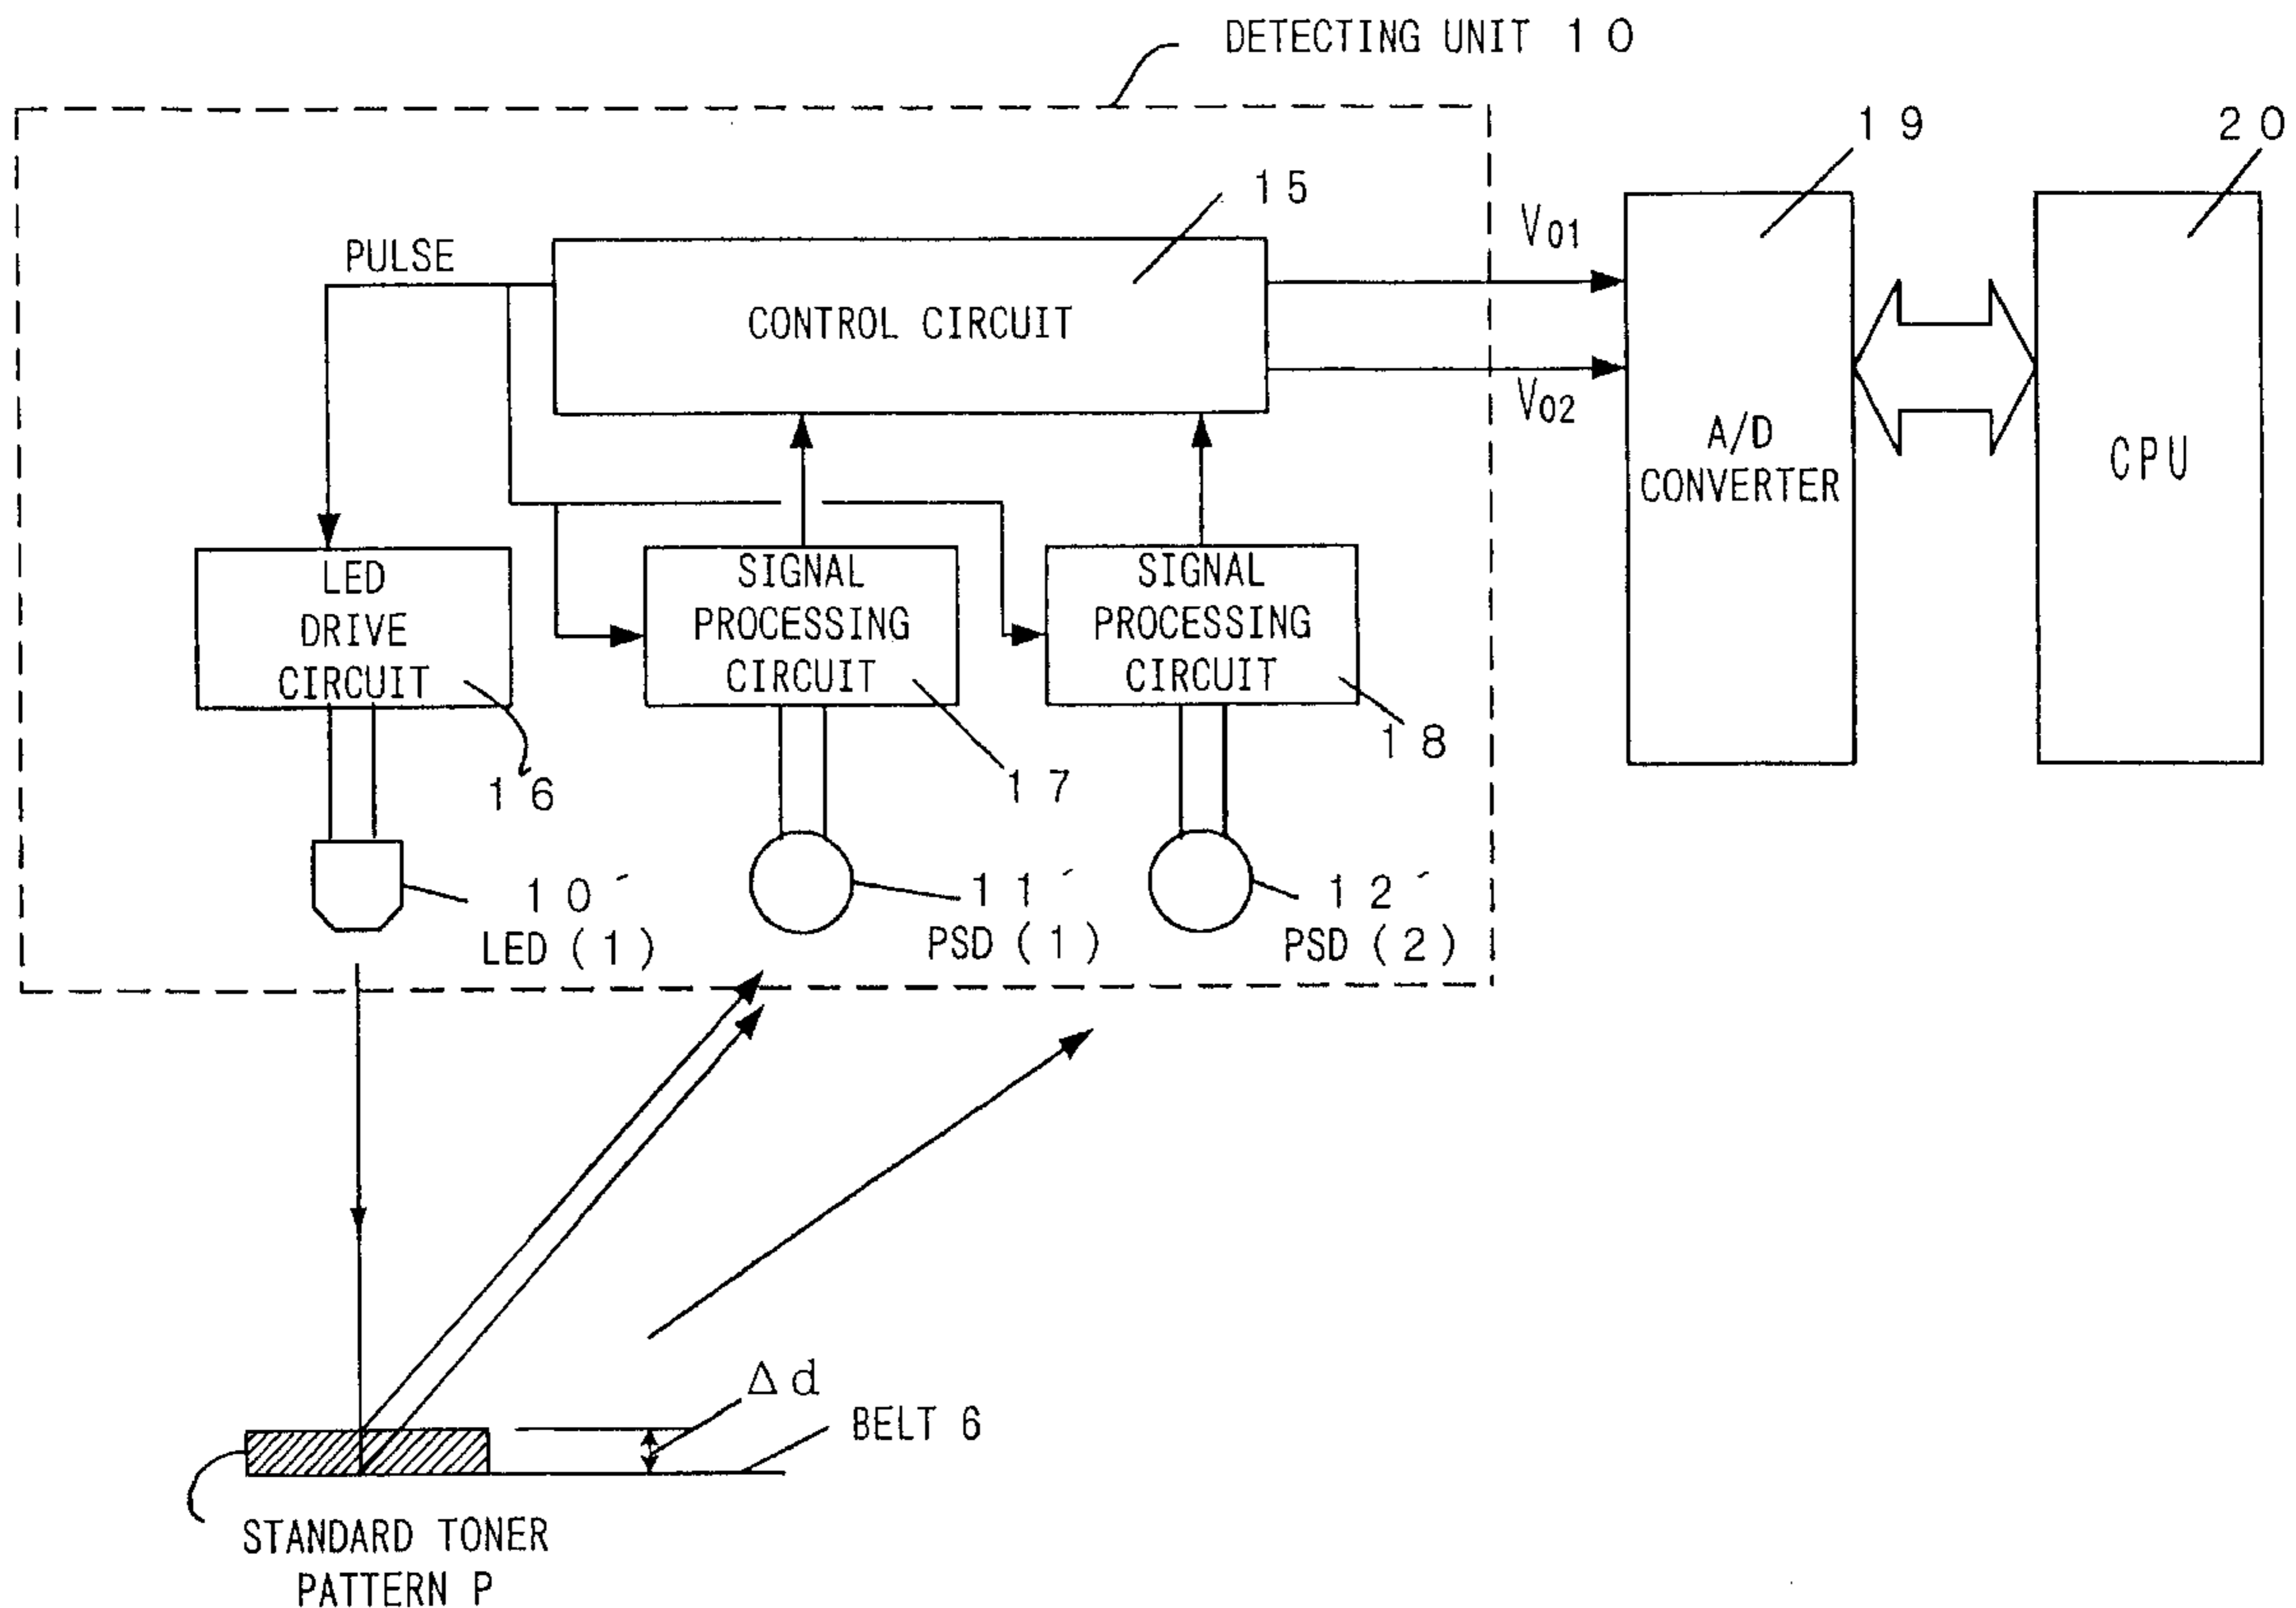 DETECTING UNIT 10
19
20
15
PULSE
V01
CONTROL CIRCUIT
V02
A/D
CONVERTER
CPU
LED
DRIVE
CIRCUIT
SIGNAL
PROCESSING
CIRCUIT
SIGNAL
PROCESSING
CIRCUIT
16
17
18
10´
LED (1)
11´
PSD (1)
12´
PSD (2)
Δd
BELT 6
STANDARD TONER
PATTERN P